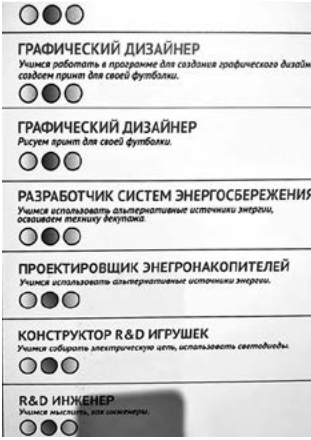 ГРАФИЧЕСКИЙ ДИЗАЙНЕР
Учимся работать в программе для создания графического
создаем принт для своей футболки.
ГРАФИЧЕСКИЙ ДИЗАЙНЕР
Рисуем принт для своей футболки.
РАЗРАБОТЧИК СИСТЕМ ЭНЕРГОСБЕРЕЖЕНИЯ
Учимся использовать альтернативные источники энергии,
осваиваем технику декупажа.
ПРОЕКТИРОВЩИК ЭНЕГРОНАКОПИТЕЛЕЙ
Учимся использовать альтернативные источники энергии.
КОНСТРУКТОР R&D ИГРУШЕК
Учимся собирать электрическую цепь, использовать светодиоды.
R&D ИНЖЕНЕР
Учимся мыслить, как инженеры.